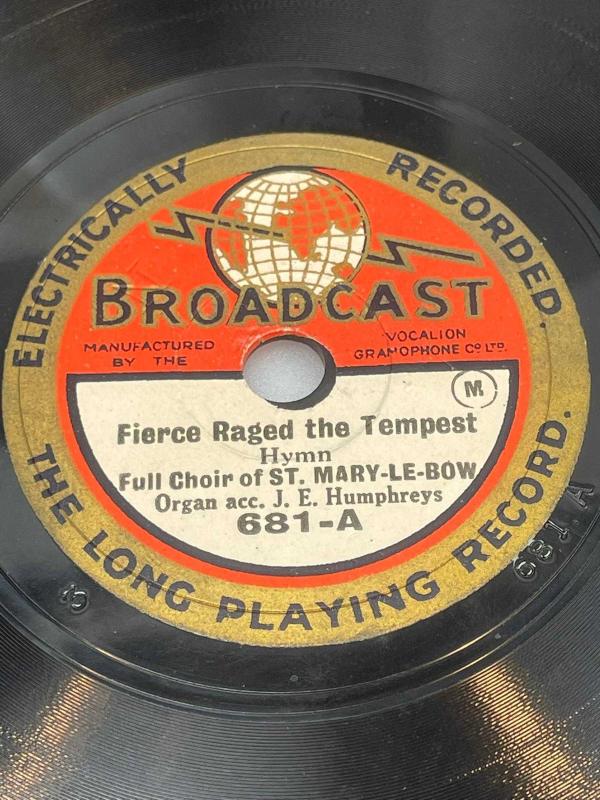 ELECTRICALLY RECORDED.
BROADCAST
MANUFACTURED
BY THE
VOCALION
GRAMOPHONE Co LTD.
M
Fierce Raged the Tempest
Hymn
Full Choir of ST. MARY-LE-BOW
Organ acc. J. E. Humphreys
681-A
THE LONG PLAYING RECORD.
681 A